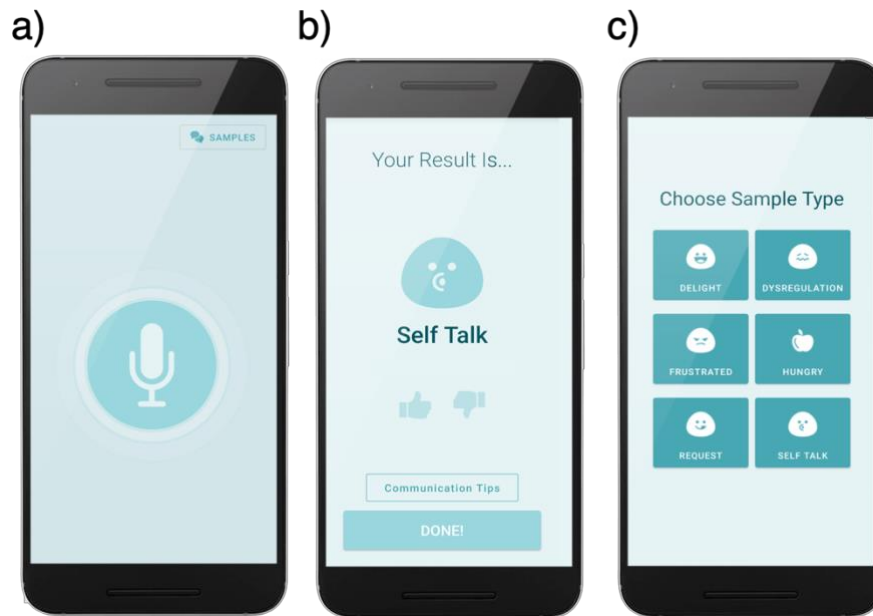 a)
SAMPLES
b)
Your Result Is...
Self Talk
Communication Tips
DONE!
c)
Choose Sample Type
DELIGHT
DYSREGULATION
FRUSTRATED
HUNGRY
REQUEST
SELF TALK